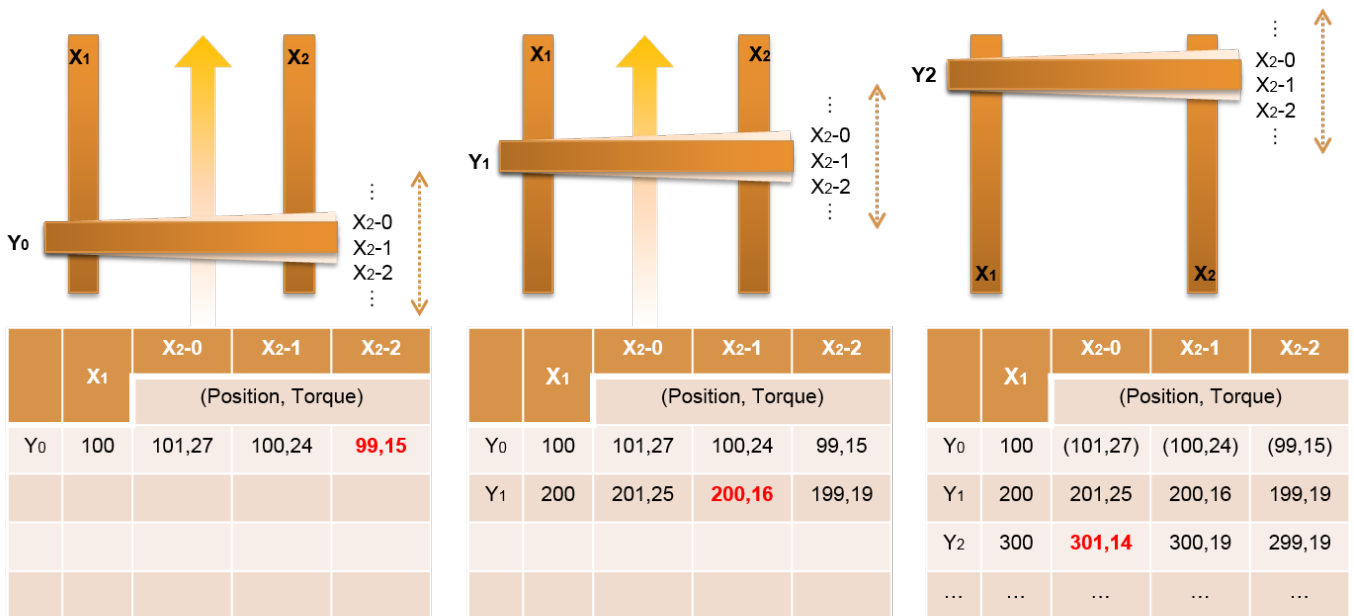 X1
X2
Y0
⋮
X2-0
X2-1
X2-2
⋮
X1
X2-0
X2-1
X2-2
(Position, Torque)
Y0 100 101,27 100,24 99,15
X1
X2
Y1
⋮
X2-0
X2-1
X2-2
⋮
X1
X2-0
X2-1
X2-2
(Position, Torque)
Y0 100 101,27 100,24 99,15
Y1 200 201,25 200,16 199,19
Y2
⋮
X2-0
X2-1
X2-2
⋮
X1
X2
X1
X2-0
X2-1
X2-2
(Position, Torque)
Y0 100 (101,27) (100,24) (99,15)
Y1 200 201,25 200,16 199,19
Y2 300 301,14 300,19 299,19
... ... ... ... ...